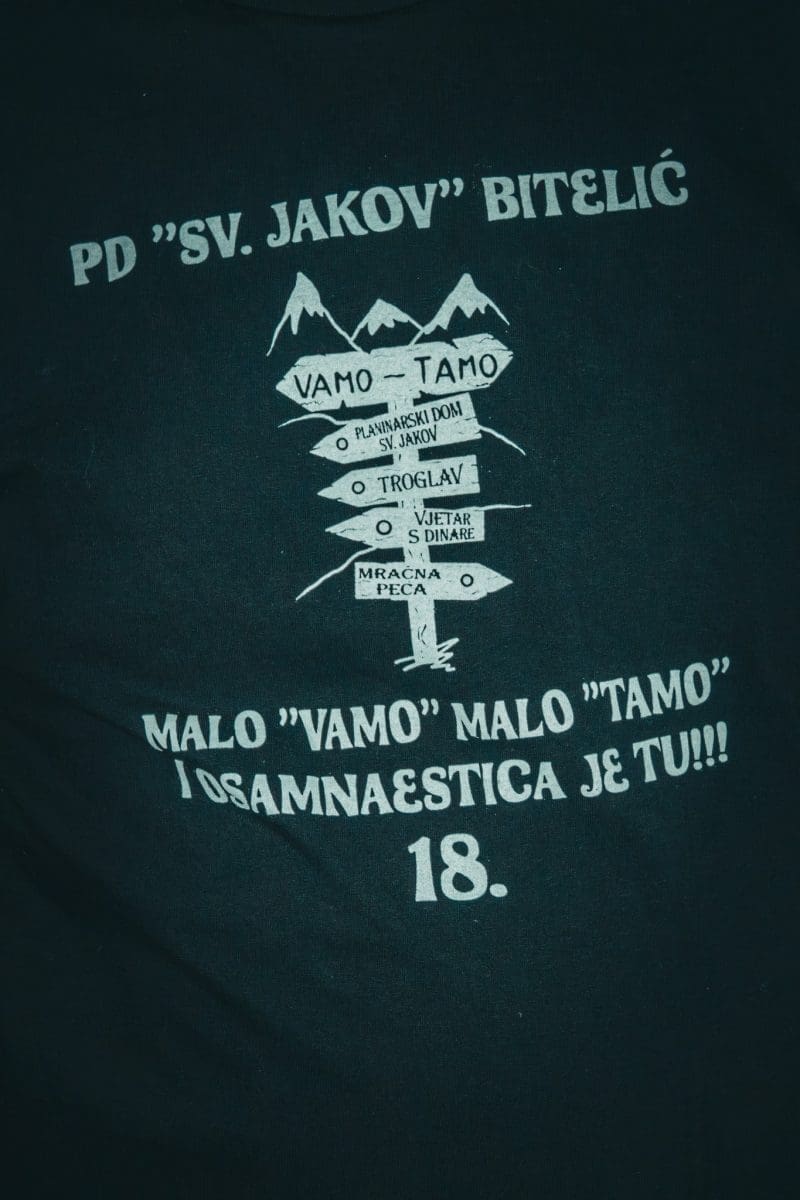 PD "SV. JAKOV" BITELIĆ
VAMO – TAMO
PLANINARSKI DOM
SV. JAKOV
TROGLAV
VJETAR
S DINARE
MRAČNA
PEĆA
MALO "VAMO" MALO "TAMO"
I OSAMNAESTICA JE TU!!!
18.